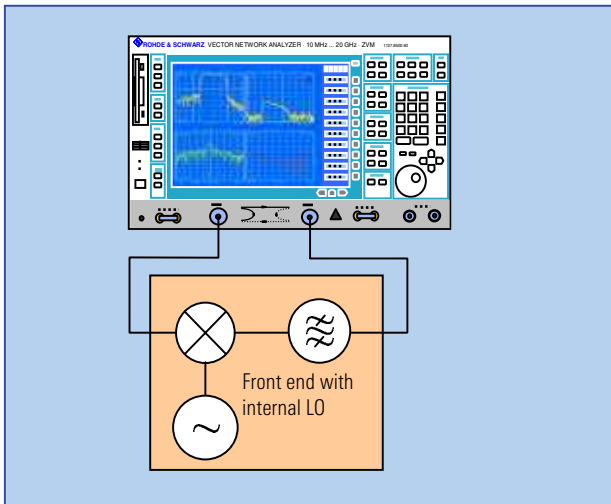 ROHDE & SCHWARZ VECTOR NETWORK ANALYZER · 10 MHz ... 20 GHz · ZVM
Front end with
internal LO